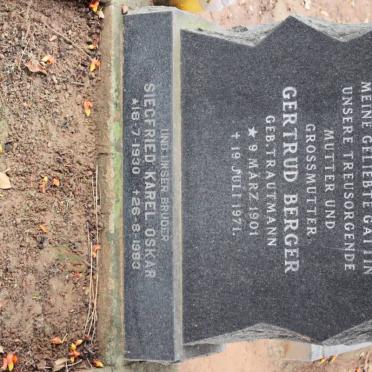 MEINE GELIEBTE GATTIN
UNSERE TREUSORGENDE
MUTTER UND
GROSSMUTTER
GERTRUD BERGER
GEB. TRAUTMANN
★ 9. MÄRZ 1901
+ 19. JULI 1971.
UND UNSER BRUDER
SIEGFRIED KAREL OSKAR
*18-7-1930 +26-8-1983